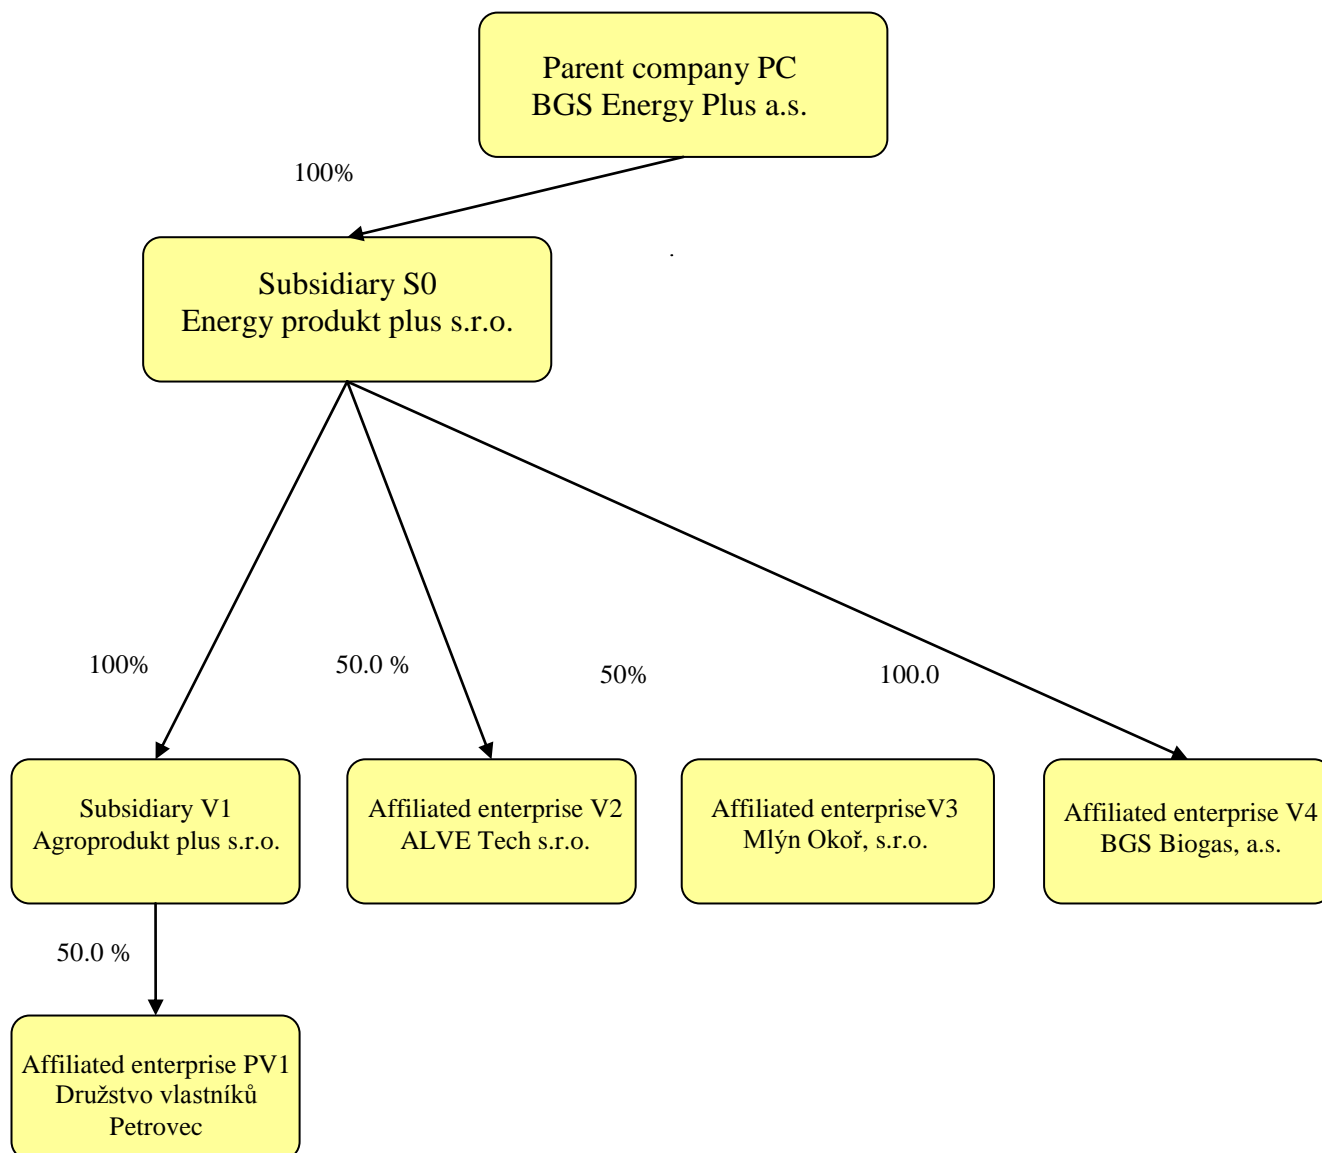 Parent company PC
BGS Energy Plus a.s.
100%
.
Subsidiary S0
Energy produkt plus s.r.o.
100%
50.0 %
50%
100.0
Subsidiary V1
Agroprodukt plus s.r.o.
Affiliated enterprise V2
ALVE Tech s.r.o.
Affiliated enterpriseV3
Mlýn Okoř, s.r.o.
Affiliated enterprise V4
BGS Biogas, a.s.
50.0 %
Affiliated enterprise PV1
Družstvo vlastníků
Petrovec